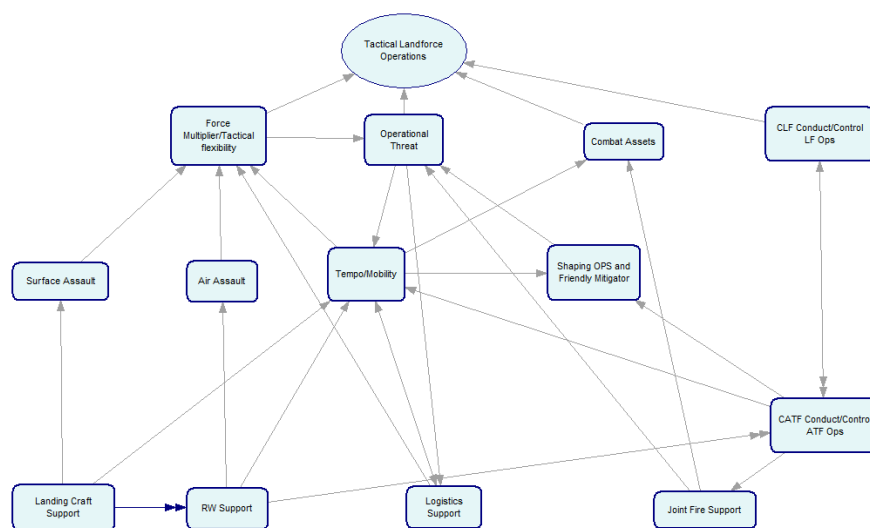 Tactical Landforce
Operations
Force
Multiplier/Tactical
flexibility
Operational
Threat
Combat Assets
CLF Conduct/Control
LF Ops
Surface Assault
Air Assault
Tempo/Mobility
Shaping OPS and
Friendly Mitigator
CATF Conduct/Control
ATF Ops
Landing Craft
Support
RW Support
Logistics
Support
Joint Fire Support